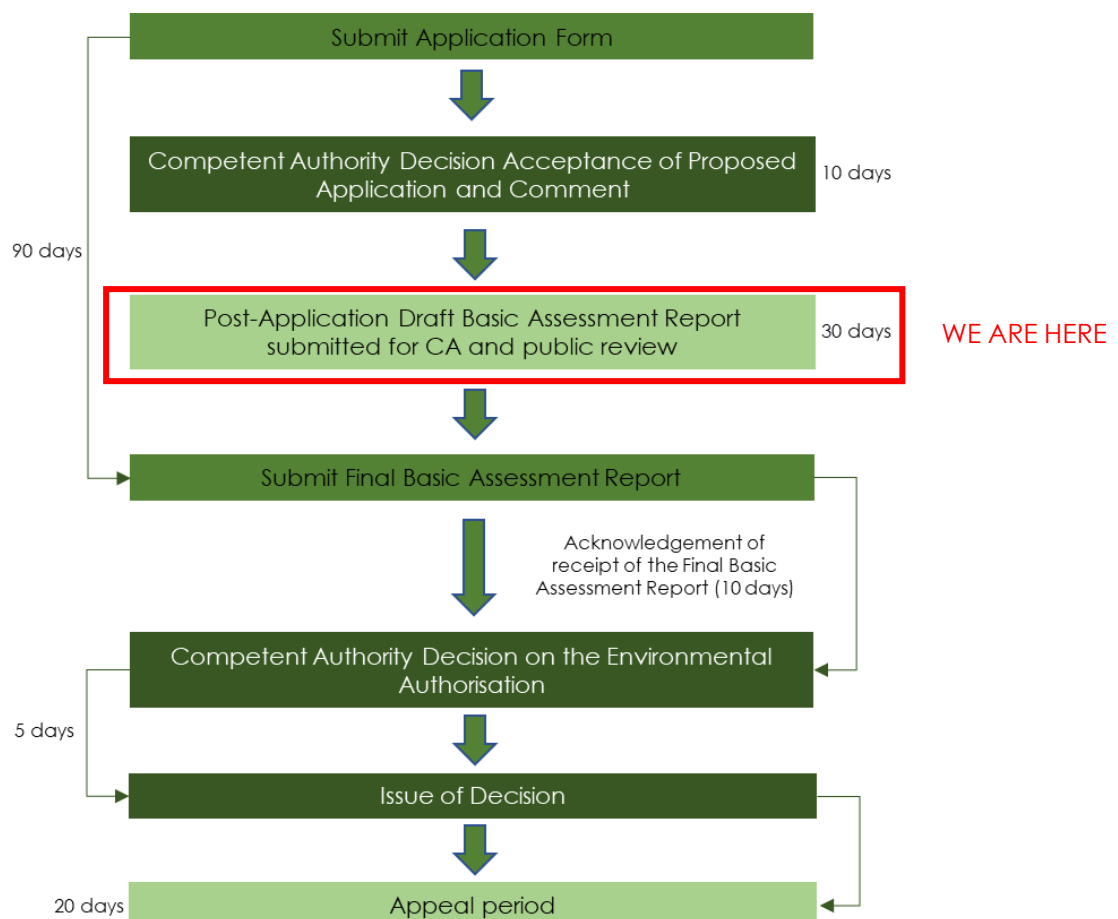 Submit Application Form
Competent Authority Decision Acceptance of Proposed
Application and Comment
10 days
90 days
Post-Application Draft Basic Assessment Report
submitted for CA and public review
30 days
WE ARE HERE
Submit Final Basic Assessment Report
Acknowledgement of
receipt of the Final Basic
Assessment Report (10 days)
Competent Authority Decision on the Environmental
Authorisation
5 days
Issue of Decision
20 days
Appeal period